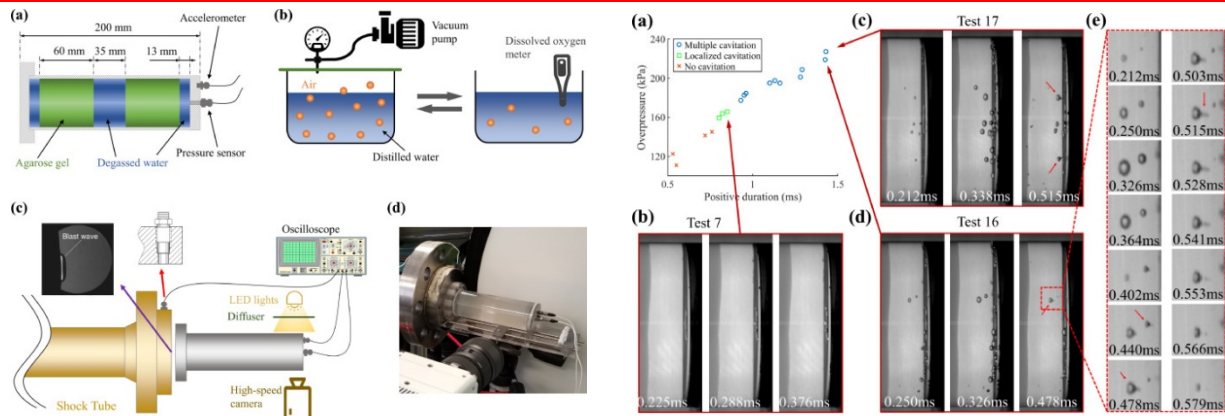 (a)
200 mm
60 mm
35 mm
13 mm
Accelerometer
Pressure sensor
Agarose gel
Degassed water
(b)
Vacuum
pump
Dissolved oxygen
meter
Air
Distilled water
(c)
Blast wave
Oscilloscope
LED lights
Diffuser
High-speed
camera
Shock Tube
(d)
(a)
Overpressure (kPa)
240
200
160
120
Multiple cavitation
Localized cavitation
No cavitation
0.5
1
1.5
Positive duration (ms)
(b)
Test 7
0.225ms
0.288ms
0.376ms
(c)
Test 17
0.212ms
0.338ms
0.515ms
(d)
Test 16
0.250ms
0.326ms
0.478ms
(e)
0.212ms
0.503ms
0.250ms
0.515ms
0.326ms
0.528ms
0.364ms
0.541ms
0.402ms
0.553ms
0.440ms
0.566ms
0.478ms
0.579ms